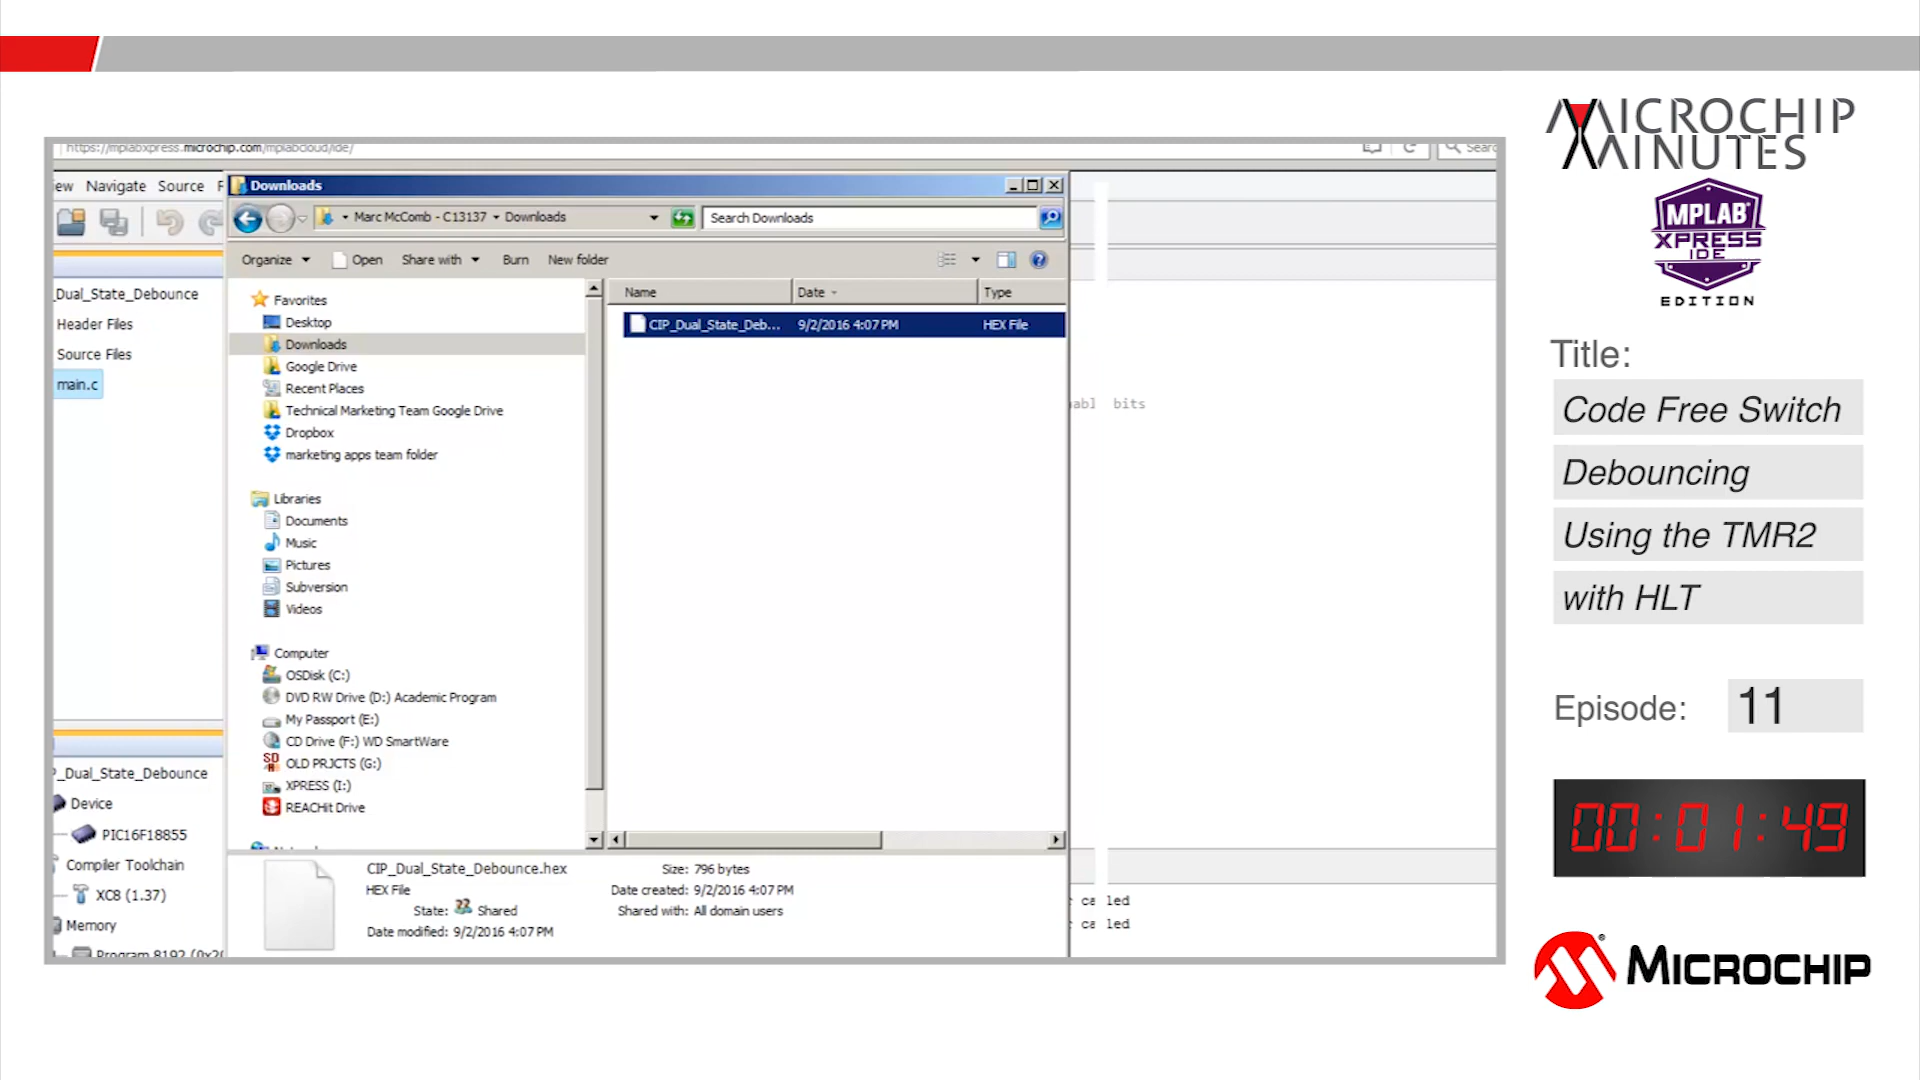 https://mplabxpress.microchip.com/mplabcloud/ide/
Navigate Source
Downloads
Marc McComb - C13137 Downloads
Search Downloads
Organize Open Share with Burn New folder
Name Date Type
CIP_Dual_State_Deb... 9/2/2016 4:07 PM HEX File
Favorites
Desktop
Downloads
Google Drive
Recent Places
Technical Marketing Team Google Drive
Dropbox
marketing apps team folder
Libraries
Documents
Music
Pictures
Subversion
Videos
Computer
OSDisk (C:)
DVD RW Drive (D:) Academic Program
My Passport (E:)
CD Drive (F:) WD SmartWare
OLD PRJCTS (G:)
XPRESS (I:)
REACHit Drive
CIP_Dual_State_Debounce.hex
HEX File
State: Shared
Date modified: 9/2/2016 4:07 PM
Size: 796 bytes
Date created: 9/2/2016 4:07 PM
Shared with: All domain users
_Dual_State_Debounce
Header Files
Source Files
main.c
_Dual_State_Debounce
Device
PIC16F18855
Compiler Toolchain
XC8 (1.37)
Memory
Program 8192
bits
MICROCHIP
MINUTES
MPLAB®
XPRESS
IDE
EDITION
Title:
Code Free Switch
Debouncing
Using the TMR2
with HLT
Episode: 11
00:01:49
MICROCHIP